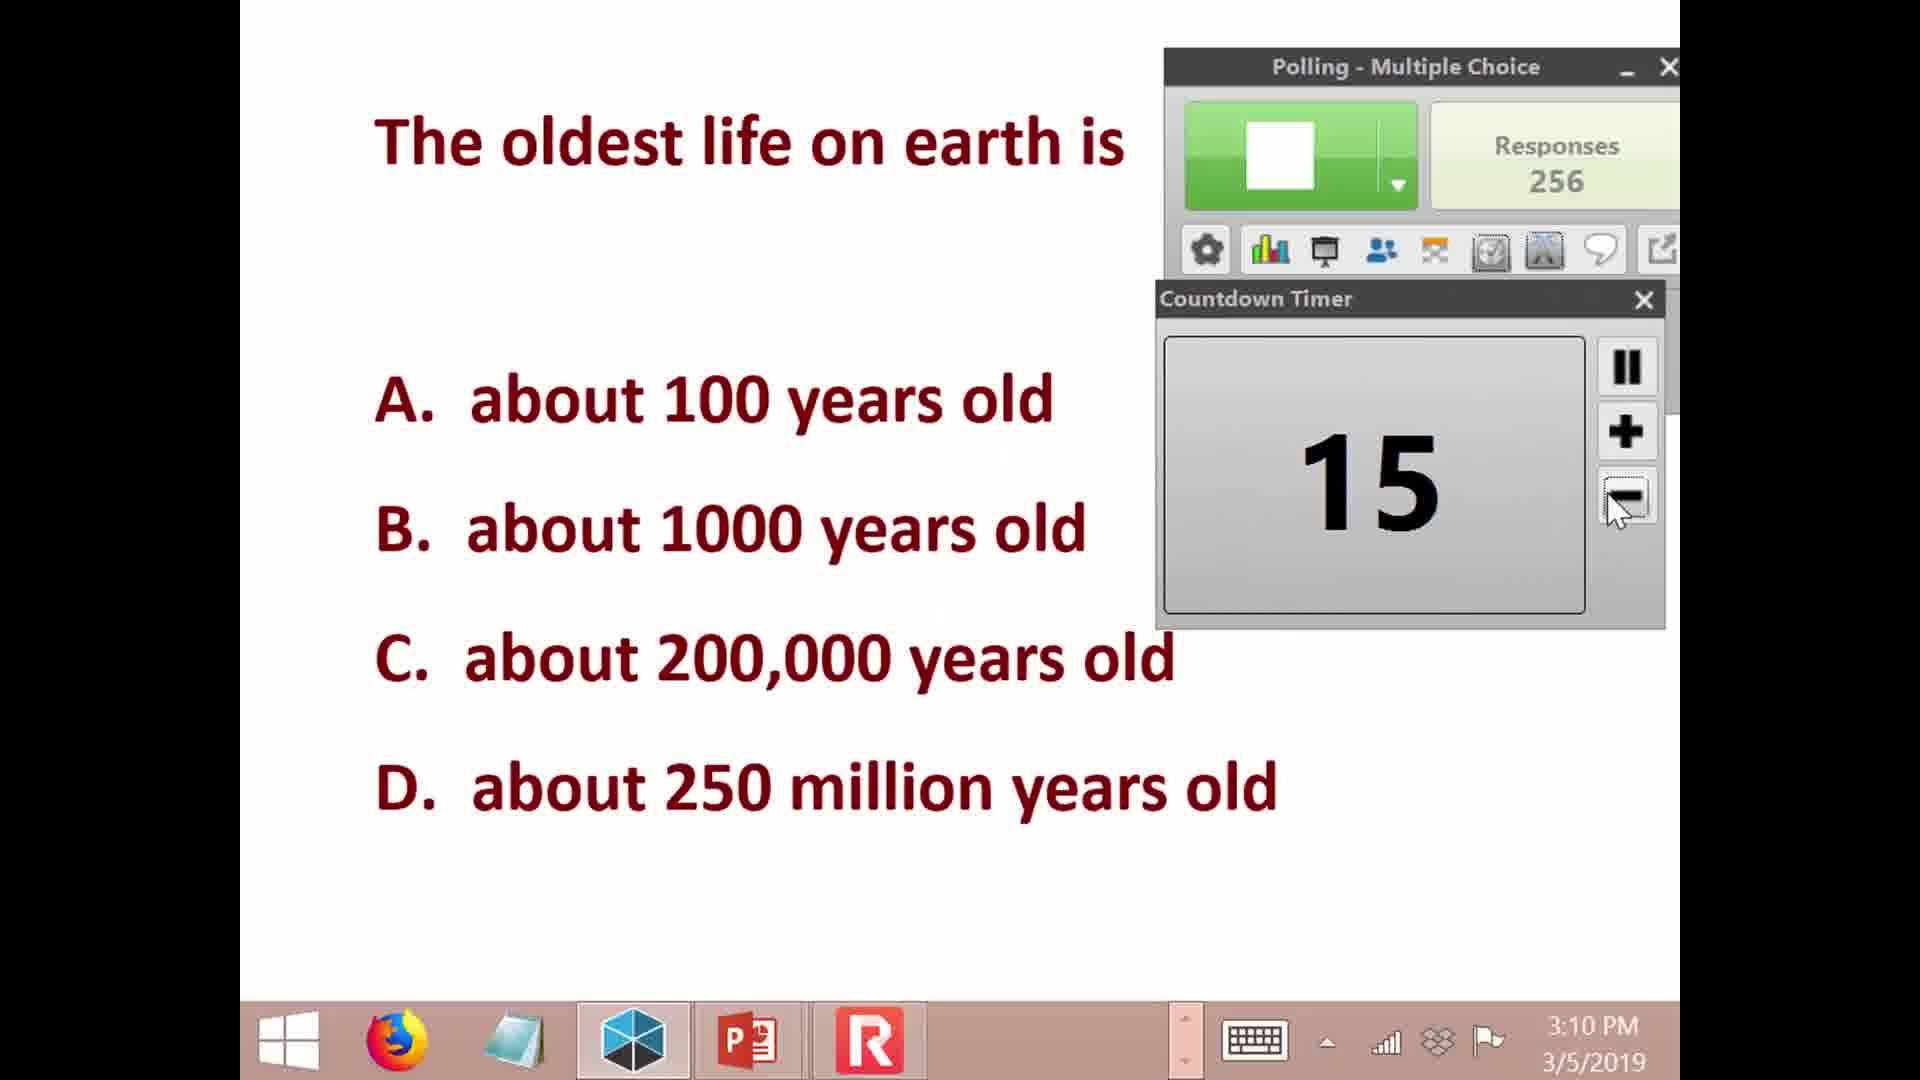 The oldest life on earth is
A. about 100 years old
B. about 1000 years old
C. about 200,000 years old
D. about 250 million years old
Polling - Multiple Choice
Responses
256
Countdown Timer
15
3:10 PM
3/5/2019